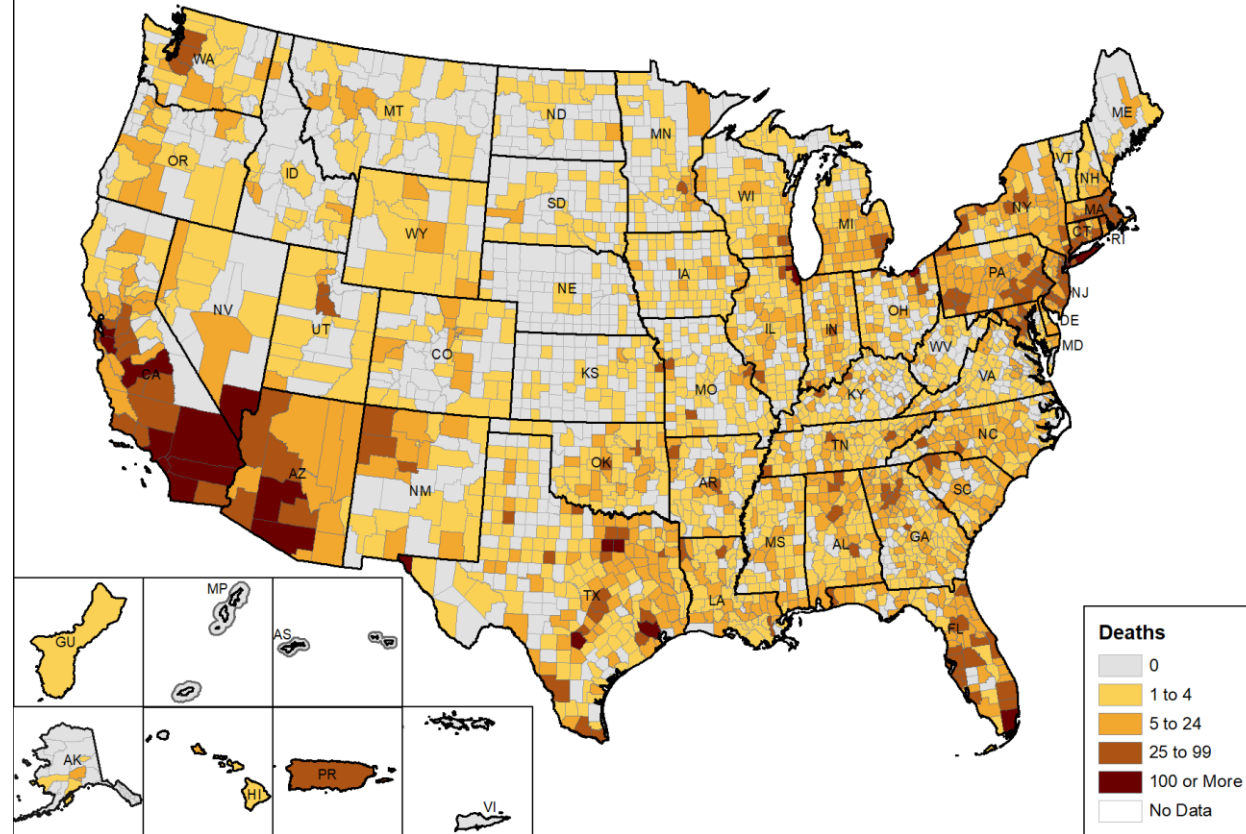 WA
MT
ND
MN
ME
VT
NH
OR
ID
SD
WI
MI
NY
MA
CT
RI
WY
IA
PA
NJ
NV
UT
NE
IL
IN
OH
DE
MD
CO
WV
VA
CA
KS
MO
KY
AZ
NM
OK
AR
TN
NC
SC
MS
AL
GA
TX
LA
FL
GU
MP
AS
AK
HI
PR
VI
Deaths
0
1 to 4
5 to 24
25 to 99
100 or More
No Data